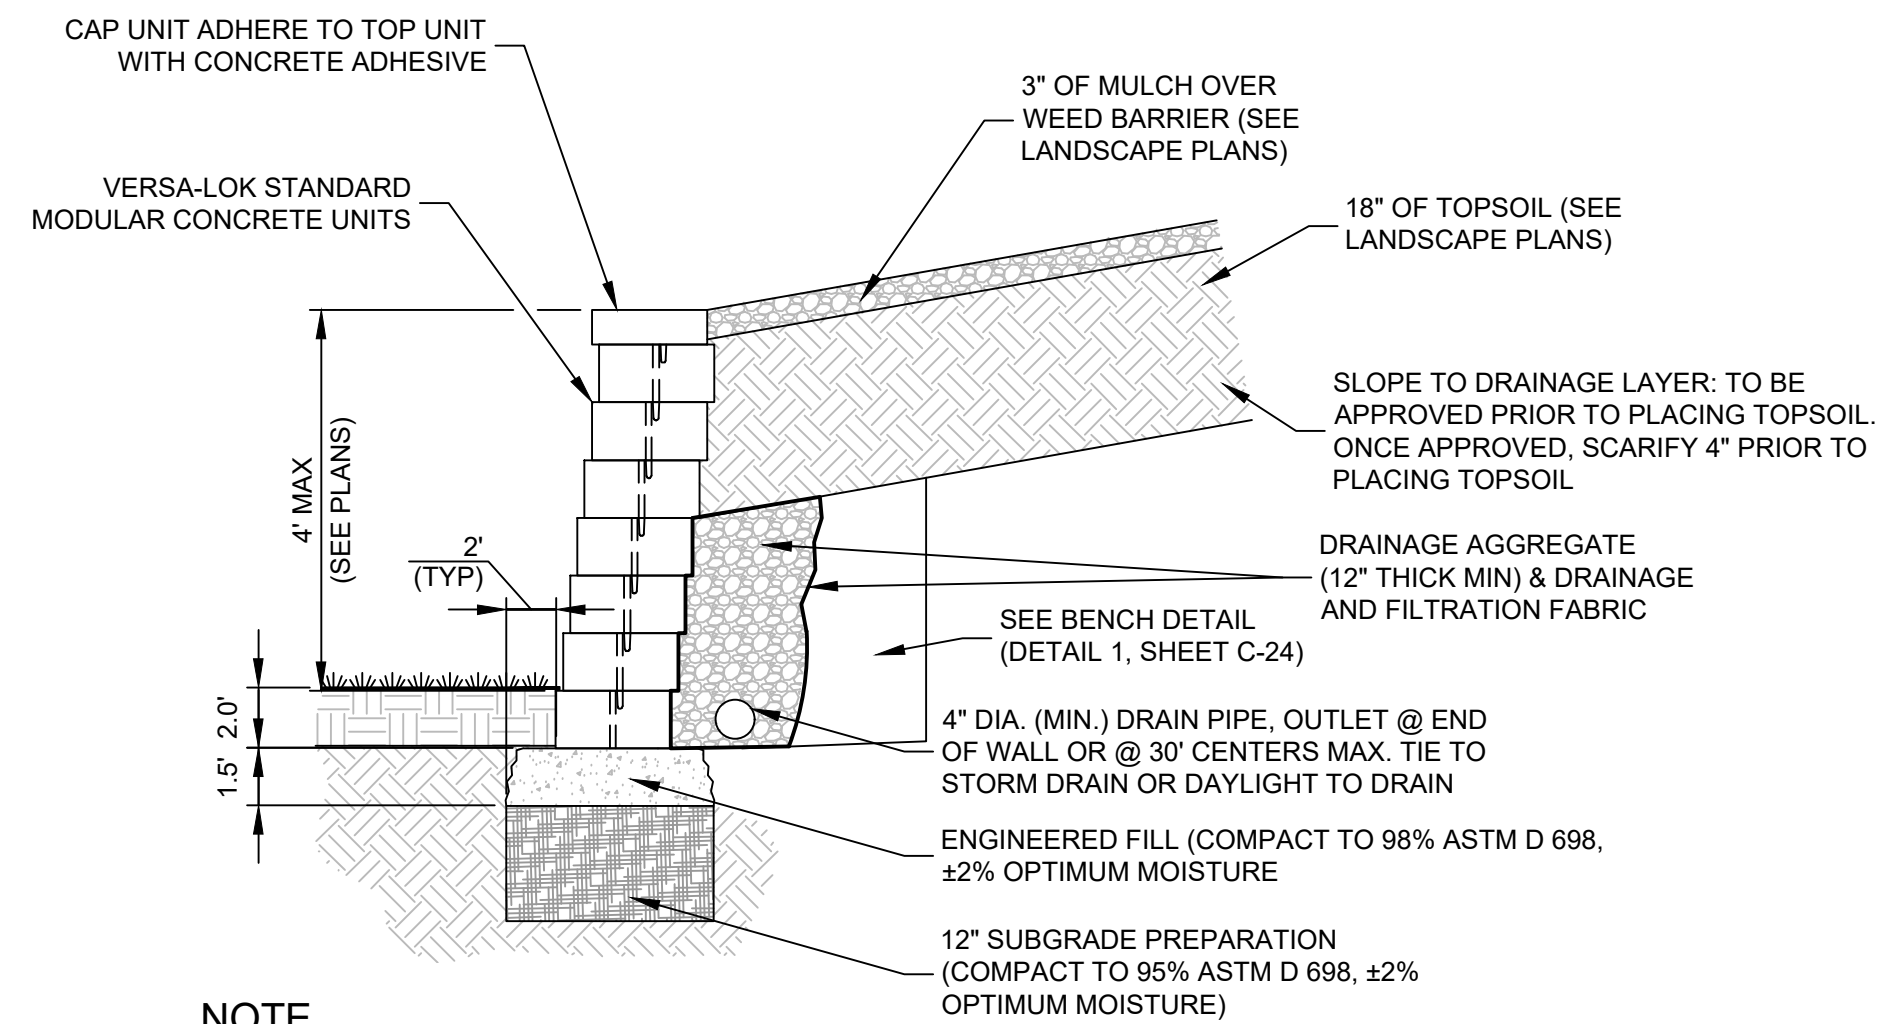 CAP UNIT ADHERE TO TOP UNIT
WITH CONCRETE ADHESIVE
3" OF MULCH OVER
WEED BARRIER (SEE
LANDSCAPE PLANS)
VERSA-LOK STANDARD
MODULAR CONCRETE UNITS
18" OF TOPSOIL (SEE
LANDSCAPE PLANS)
SLOPE TO DRAINAGE LAYER: TO BE
APPROVED PRIOR TO PLACING TOPSOIL.
ONCE APPROVED, SCARIFY 4" PRIOR TO
PLACING TOPSOIL
4' MAX
(SEE PLANS)
2'
(TYP)
DRAINAGE AGGREGATE
(12" THICK MIN) & DRAINAGE
AND FILTRATION FABRIC
SEE BENCH DETAIL
(DETAIL 1, SHEET C-24)
2.0'
1.5'
4" DIA. (MIN.) DRAIN PIPE, OUTLET @ END
OF WALL OR @ 30' CENTERS MAX. TIE TO
STORM DRAIN OR DAYLIGHT TO DRAIN
ENGINEERED FILL (COMPACT TO 98% ASTM D 698,
±2% OPTIMUM MOISTURE
12" SUBGRADE PREPARATION
(COMPACT TO 95% ASTM D 698, ±2%
OPTIMUM MOISTURE)
NOTE